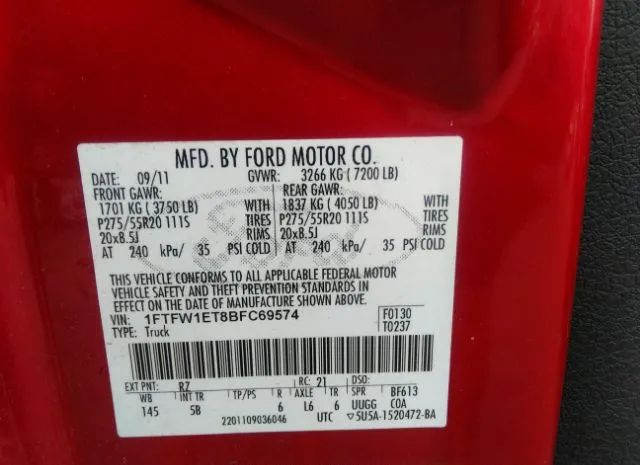 MFD. BY FORD MOTOR CO.
DATE: 09/11 GVWR: 3266 KG ( 7200 LB)
FRONT GAWR: REAR GAWR:
1701 KG ( 3750 LB) WITH 1837 KG ( 4050 LB) WITH
P275/55R20 111S TIRES P275/55R20 111S TIRES
20x8.5J RIMS 20x8.5J RIMS
AT 240 kPa/ 35 PSI COLD AT 240 kPa/ 35 PSI COLD
THIS VEHICLE CONFORMS TO ALL APPLICABLE FEDERAL MOTOR
VEHICLE SAFETY AND THEFT PREVENTION STANDARDS IN
EFFECT ON THE DATE OF MANUFACTURE SHOWN ABOVE.
VIN: 1FTFW1ET8BFC69574 F0130
TYPE: Truck T0237
EXT PNT: RZ RC: 21 DSO:
WB INT TR TP/PS R AXLE TR SPR BF613
145 5B 6 L6 6 UUGG COA
2201109036046 UTC 5U5A-1520472-BA